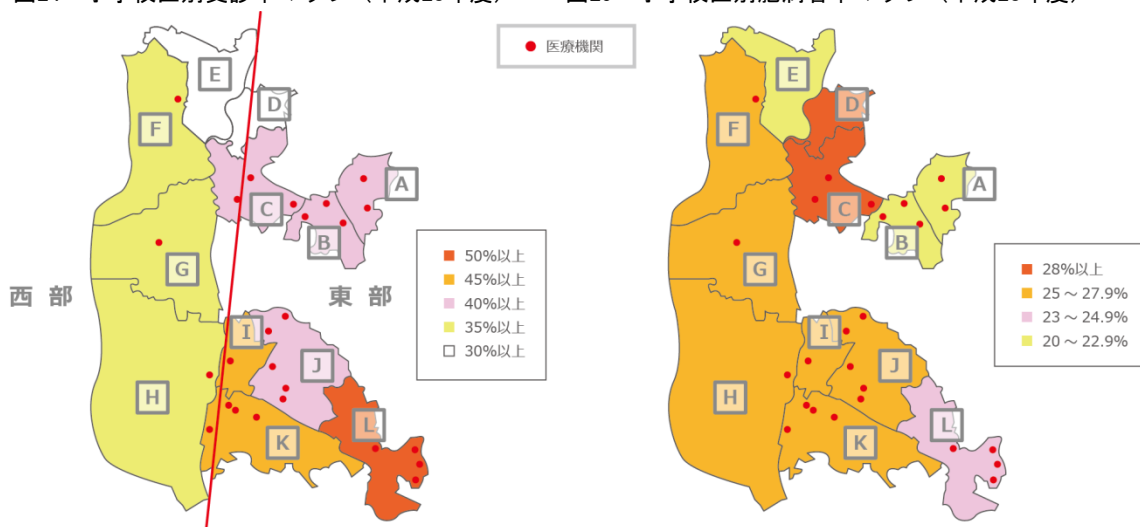 医療機関
E
D
F
A
C
B
G
西部
東部
I
J
H
L
K
50%以上
45%以上
40%以上
35%以上
30%以上
E
D
F
A
C
B
G
I
J
H
L
K
28%以上
25～27.9%
23～24.9%
20～22.9%